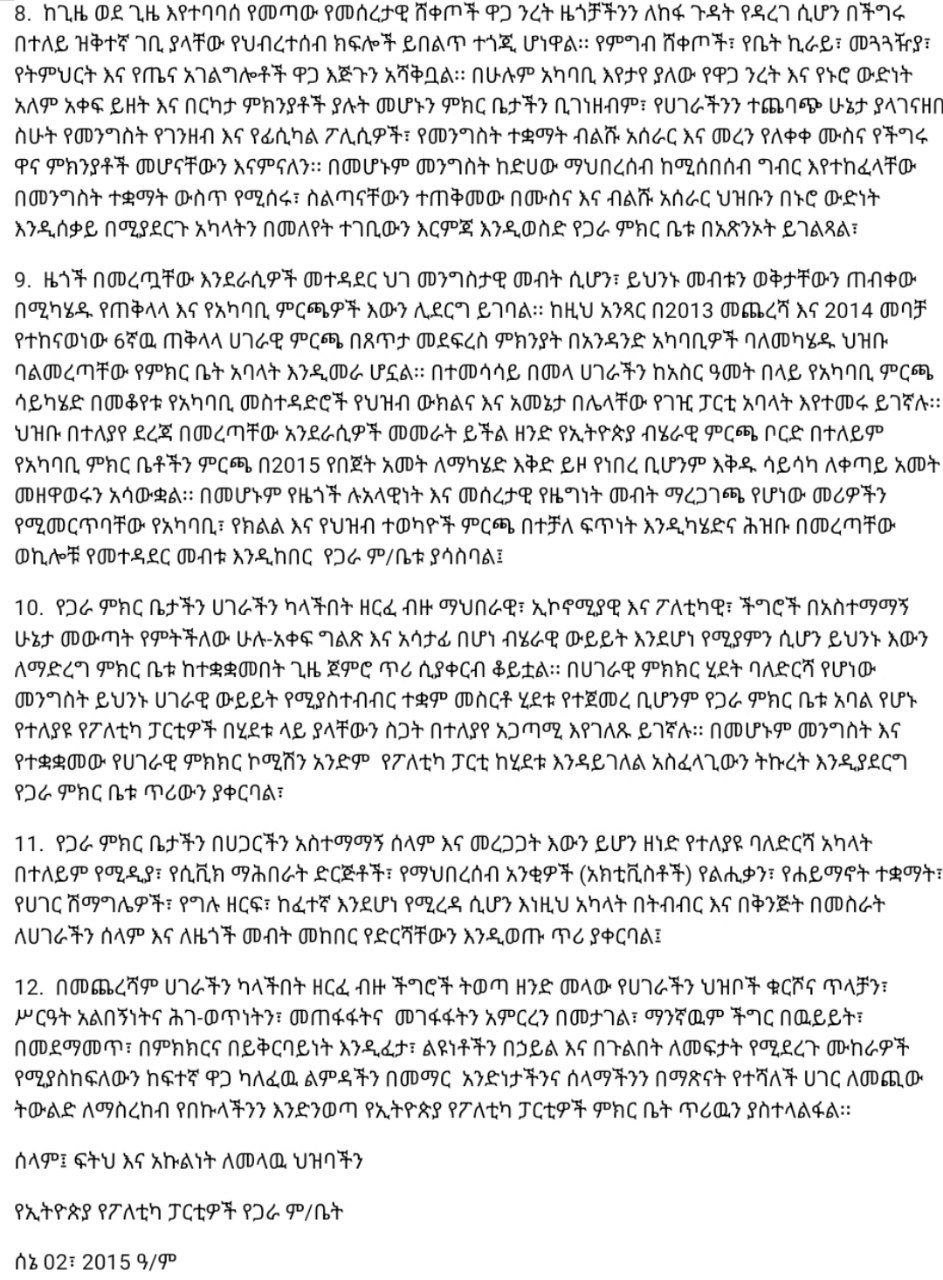 8. ከጊዜ ወደ ጊዜ እየተባባሰ የመጣው የመሰረታዊ ሸቀጦች ዋጋ ንረት ዜጎቻችንን ለከፋ ጉዳት የዳረገ ሲሆን በችግሩ
በተለይ ዝቅተኛ ገቢ ያላቸው የህብረተሰብ ክፍሎች ይበልጥ ተጎጂ ሆነዋል፡፡ የምግብ ሸቀጦች፣ የቤት ኪራይ፣ መጓጓዣ፣
የትምህርት እና የጤና አገልግሎቶች ዋጋ እጅጉን አሻቅቧል፡፡ በሁሉም አካባቢ እየታየ ያለው የዋጋ ንረት እና የኑሮ ውድነት
አለም አቀፍ ይዘት እና በርካታ ምክንያቶች ያሉት መሆኑን ምክር ቤታችን ቢገነዘብም፣ የሀገራችንን ተጨባጭ ሁኔታ ያላገናዘበ
ስሁት የመንግስት የገንዘብ እና የፊሲካል ፖሊሲዎች፣ የመንግስት ተቋማት ብልሹ አሰራር እና መረን የለቀቀ ሙስና የችግሩ
ዋና ምክንያቶች መሆናቸውን እናምናለን፡፡ በመሆኑም መንግስት ከድሀው ማህበረሰብ ከሚሰበሰብ ግብር እየተከፈላቸው
በመንግስት ተቋማት ውስጥ የሚሰሩ፣ ስልጣናቸውን ተጠቅመው በሙስና እና ብልሹ አሰራር ህዝቡን በኑሮ ውድነት
እንዲሰቃይ በሚያደርጉ አካላትን በመለየት ተገቢውን እርምጃ እንዲወስድ የጋራ ምክር ቤቱ በአጽንኦት ይገልጻል፣
9. ዜጎች በመረጧቸው እንደራሲዎች መተዳደር ህገ መንግስታዊ መብት ሲሆን፣ ይህንኑ መብቱን ወቅታቸውን ጠብቀው
በሚካሄዱ የጠቅላላ እና የአካባቢ ምርጫዎች እውን ሊደርግ ይገባል፡፡ ከዚህ አንጻር በ2013 መጨረሻ እና 2014 መባቻ
የተከናወነው 6ኛዉ ጠቅላላ ሀገራዊ ምርጫ በጸጥታ መደፍረስ ምክንያት በአንዳንድ አካባቢዎች ባለመካሄዱ ህዝቡ
ባልመረጣቸው የምክር ቤት አባላት እንዲመራ ሆኗል፡፡ በተመሳሳይ በመላ ሀገራችን ከአስር ዓመት በላይ የአካባቢ ምርጫ
ሳይካሄድ በመቆየቱ የአካባቢ መስተዳድሮች የህዝብ ውክልና እና አመኔታ በሌላቸው የገዢ ፓርቲ አባላት እየተመሩ ይገኛሉ፡፡
ህዝቡ በተለያየ ደረጃ በመረጣቸው አንደራሲዎች መመራት ይችል ዘንድ የኢትዮጵያ ብሄራዊ ምርጫ ቦርድ በተለይም
የአካባቢ ምክር ቤቶችን ምርጫ በ2015 የበጀት አመት ለማካሄድ እቅድ ይዞ የነበረ ቢሆንም እቅዱ ሳይሳካ ለቀጣይ አመት
መዘዋወሩን አሳውቋል፡፡ በመሆኑም የዜጎች ሉአላዊነት እና መሰረታዊ የዜግነት መብት ማረጋገጫ የሆነው መሪዎችን
የሚመርጥባቸው የአካባቢ፣ የክልል እና የህዝብ ተወካዮች ምርጫ በተቻለ ፍጥነት እንዲካሄድና ሕዝቡ በመረጣቸው
ወኪሎቹ የመተዳደር መብቱ እንዲከበር የጋራ ም/ቤቱ ያሳስባል፤
10. የጋራ ምክር ቤታችን ሀገራችን ካላችበት ዘርፈ ብዙ ማህበራዊ፣ ኢኮኖሚያዊ እና ፖለቲካዊ፣ ችግሮች በአስተማማኝ
ሁኔታ መውጣት የምትችለው ሁሉ-አቀፍ ግልጽ እና አሳታፊ በሆነ ብሄራዊ ውይይት እንደሆነ የሚያምን ሲሆን ይህንኑ እውን
ለማድረግ ምክር ቤቱ ከተቋቋመበት ጊዜ ጀምሮ ጥሪ ሲያቀርብ ቆይቷል፡፡ በሀገራዊ ምክክር ሂደት ባለድርሻ የሆነው
መንግስት ይህንኑ ሀገራዊ ውይይት የሚያስተብብር ተቋም መስርቶ ሂደቱ የተጀመረ ቢሆንም የጋራ ምክር ቤቱ አባል የሆኑ
የተለያዩ የፖለቲካ ፓርቲዎች በሂደቱ ላይ ያላቸውን ስጋት በተለያየ አጋጣሚ እየገለጹ ይገኛሉ፡፡ በመሆኑም መንግስት እና
የተቋቋመው የሀገራዊ ምክክር ኮሚሽን አንድም የፖለቲካ ፓርቲ ከሂደቱ እንዳይገለል አስፈላጊውን ትኩረት እንዲያደርግ
የጋራ ምክር ቤቱ ጥሪውን ያቀርባል፣
11. የጋራ ምክር ቤታችን በሀጋርችን አስተማማኝ ሰላም እና መረጋጋት እውን ይሆን ዘነድ የተለያዩ ባለድርሻ አካላት
በተለይም የሚዲያ፣ የሲቪክ ማሕበራት ድርጅቶች፣ የማህበረሰብ አንቂዎች (አክቲቪስቶች) የልሒቃን፣ የሐይማኖት ተቋማት፣
የሀገር ሽማግሌዎች፣ የግሉ ዘርፍ፣ ከፈተኛ እንደሆነ የሚረዳ ሲሆን እነዚህ አካላት በትብብር እና በቅንጅት በመስራት
ለሀገራችን ሰላም እና ለዜጎች መብት መከበር የድርሻቸውን እንዲወጡ ጥሪ ያቀርባል፤
12. በመጨረሻም ሀገራችን ካላችበት ዘርፈ ብዙ ችግሮች ትወጣ ዘንድ መላው የሀገራችን ህዝቦች ቁርሾና ጥላቻን፣
ሥርዓት አልበኝነትና ሕገ-ወጥነትን፣ መጠፋፋትና መገፋፋትን አምርረን በመታገል፣ ማንኛዉም ችግር በዉይይት፣
በመደማመጥ፣ በምክክርና በይቅርባይነት እንዲፈታ፣ ልዩነቶችን በኃይል እና በጉልበት ለመፍታት የሚደረጉ ሙከራዎች
የሚያስከፍለውን ከፍተኛ ዋጋ ካለፈዉ ልምዳችን በመማር አንድነታችንና ሰላማችንን በማጽናት የተሻለች ሀገር ለመጪው
ትውልድ ለማስረከብ የበኩላችንን እንድንወጣ የኢትዮጵያ የፖለቲካ ፓርቲዎች ምክር ቤት ጥሪዉን ያስተላልፋል፡፡
ሰላም፤ ፍትህ እና አኩልነት ለመላዉ ህዝባችን
የኢትዮጵያ የፖለቲካ ፓርቲዎች የጋራ ም/ቤት
ሰኔ 02፣ 2015 ዓ/ም